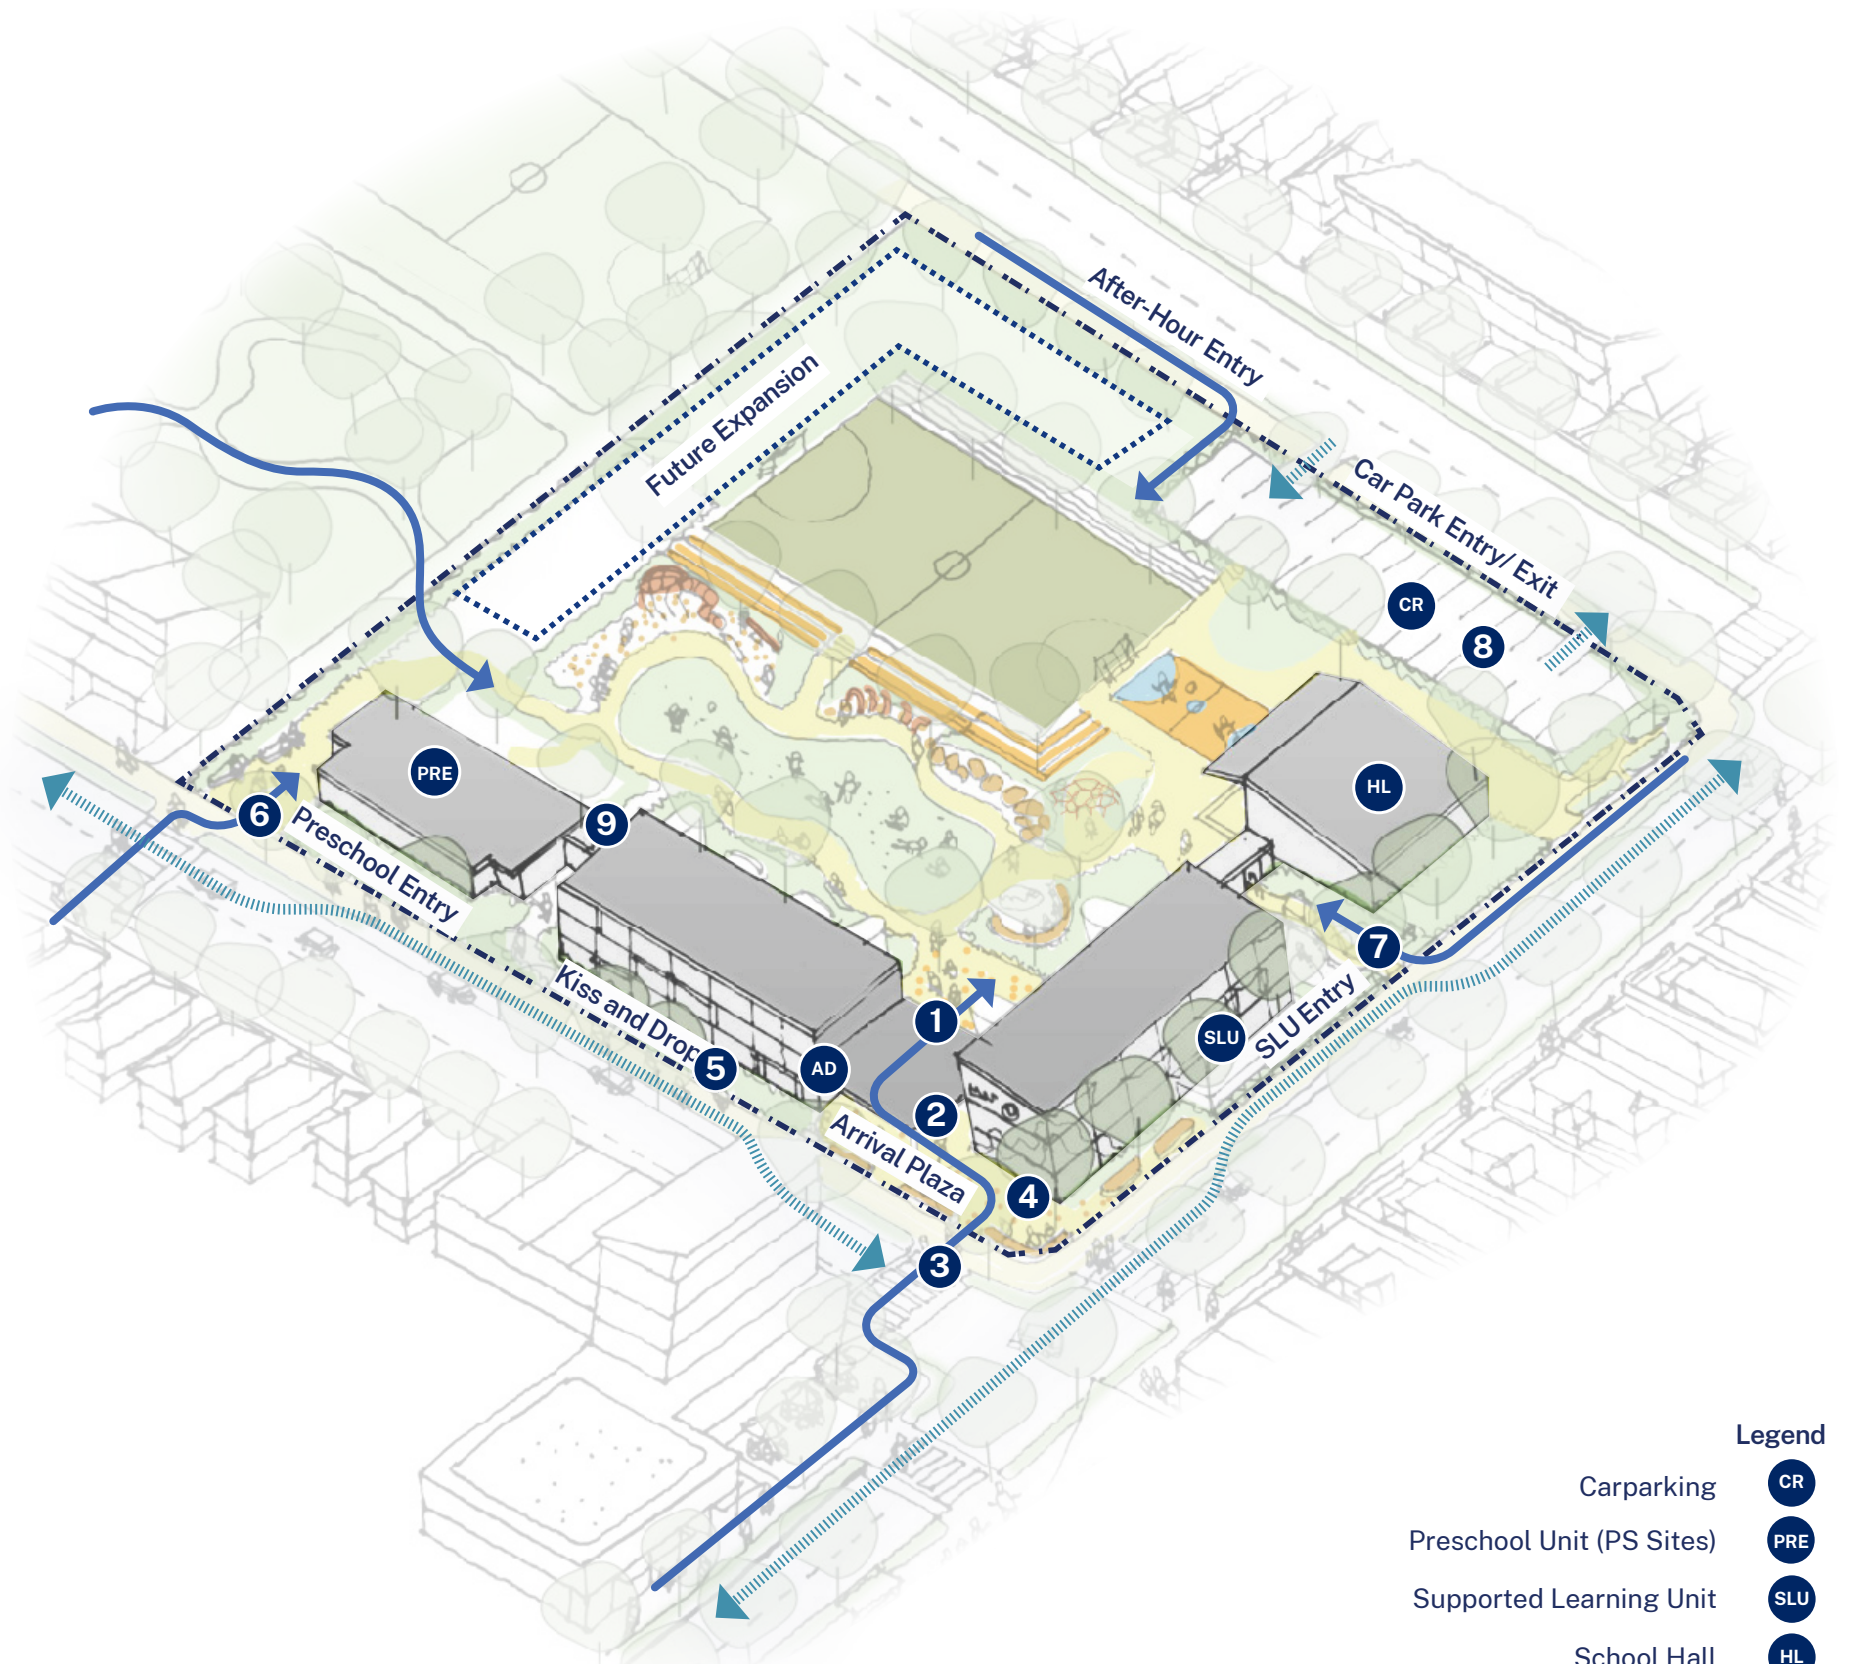 After-Hour Entry
Future Expansion
Car Park Entry/ Exit
CR
8
PRE
HL
6
9
Preschool Entry
7
Kiss and Drop
1
SLU
SLU Entry
5
AD
2
Arrival Plaza
4
3
Legend
Carparking CR
Preschool Unit (PS Sites) PRE
Supported Learning Unit SLU
School Hall HL